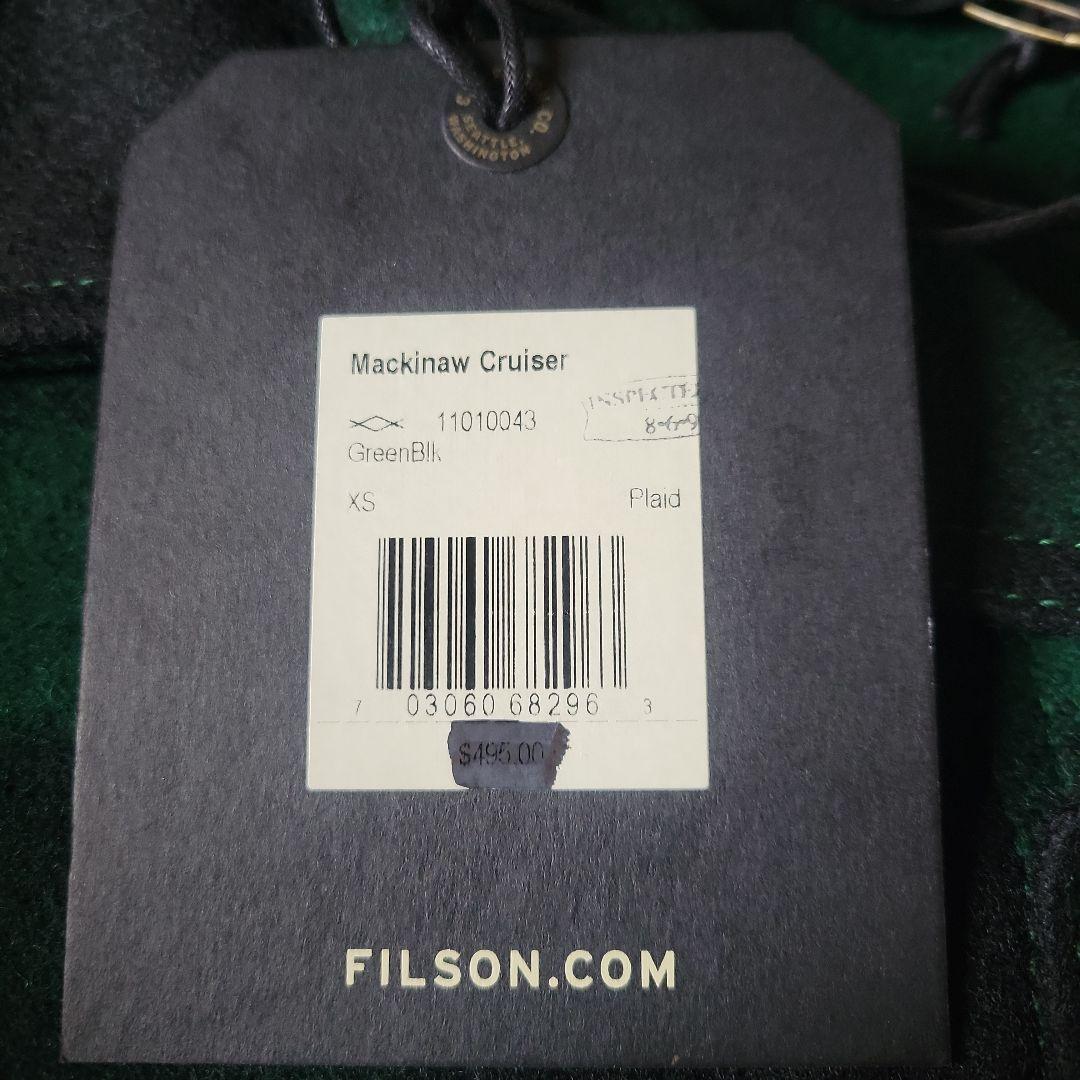 CO.
SEATTLE,
WASHINGTON
Mackinaw Cruiser
11010043
GreenBlk
XS Plaid
7 03060 68296 3
$495.00
FILSON.COM